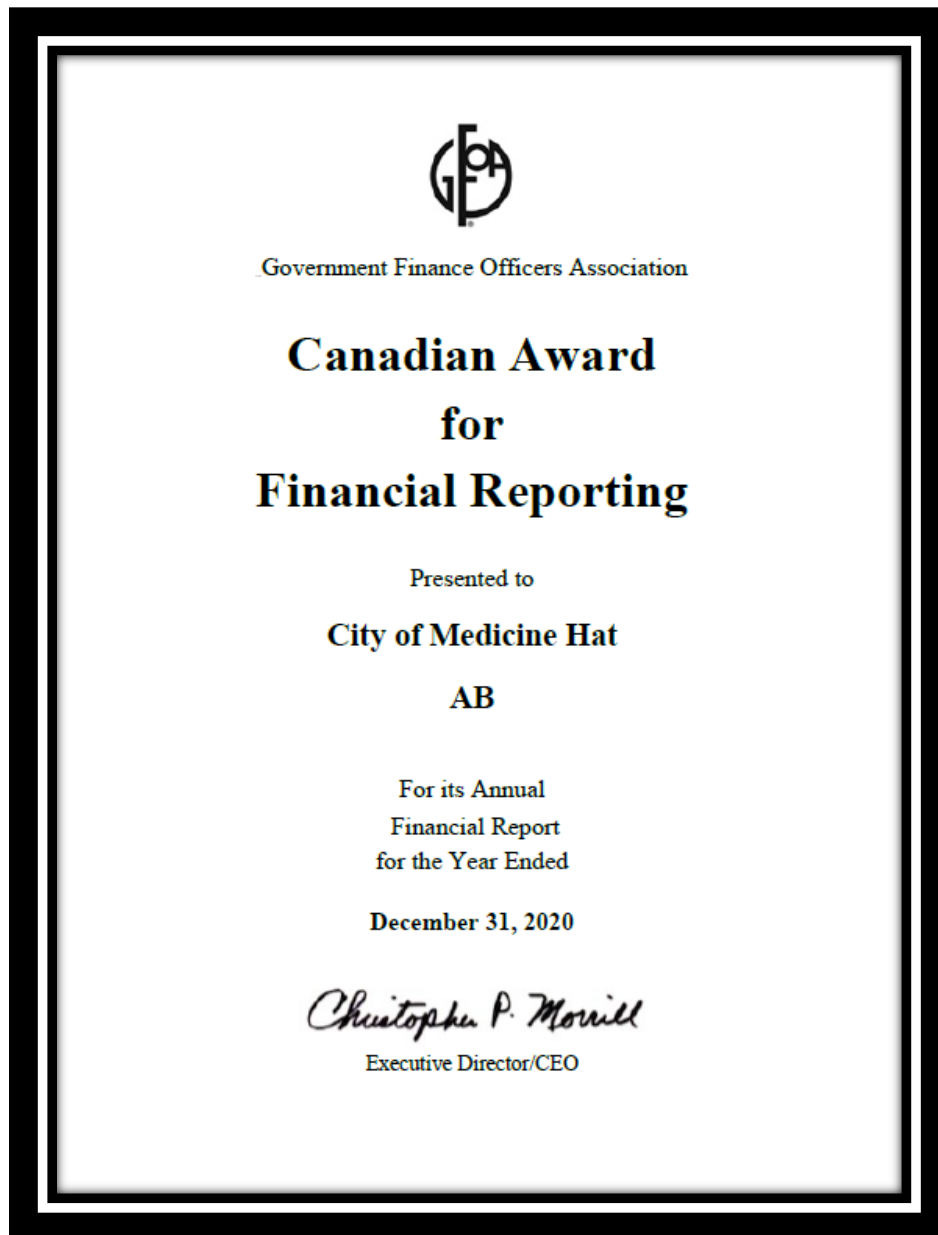 GFOA
Government Finance Officers Association
Canadian Award
for
Financial Reporting
Presented to
City of Medicine Hat
AB
For its Annual
Financial Report
for the Year Ended
December 31, 2020
Christopher P. Morrill
Executive Director/CEO